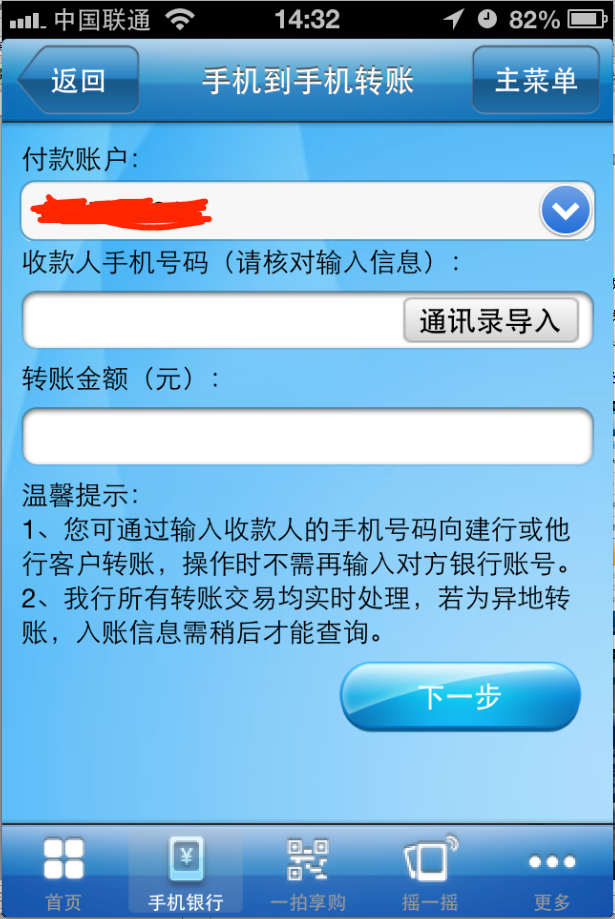 中国联通 14:32 82%
返回 手机到手机转账 主菜单
付款账户:
收款人手机号码（请核对输入信息）:
通讯录导入
转账金额（元）:
温馨提示:
1、您可通过输入收款人的手机号码向建行或他
行客户转账，操作时不需再输入对方银行账号。
2、我行所有转账交易均实时处理，若为异地转
账，入账信息需稍后才能查询。
下一步
¥
首页 手机银行 一拍享购 摇一摇 更多